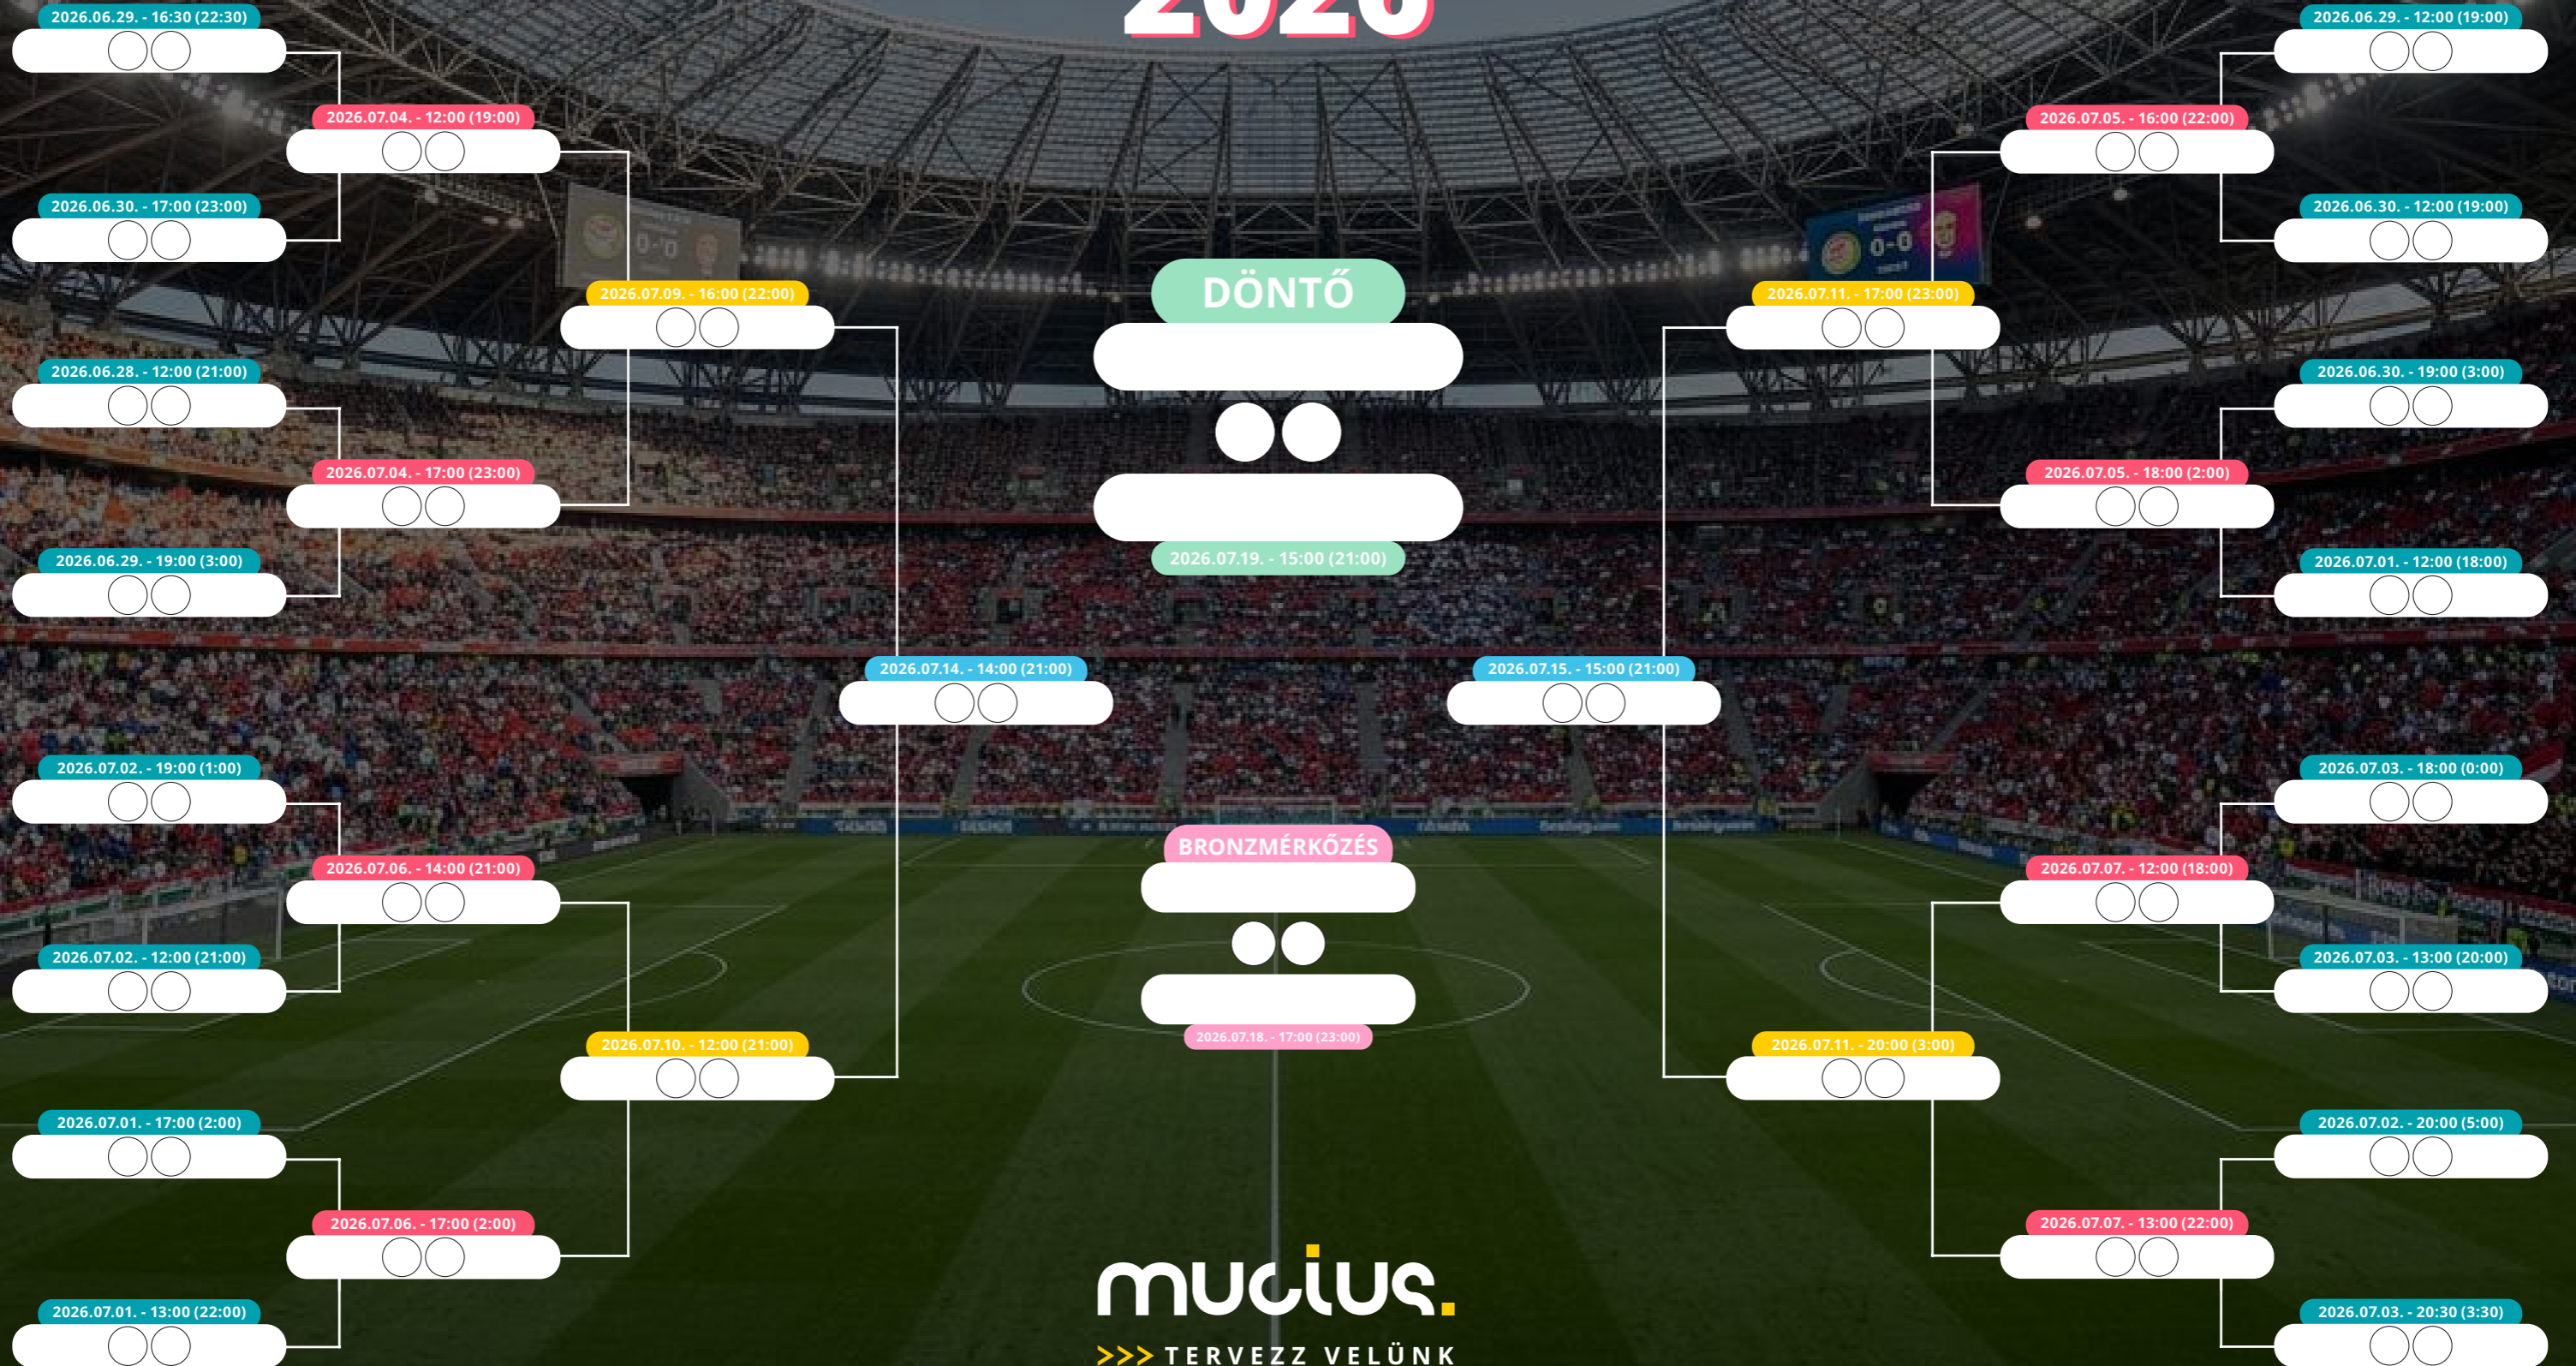 2026
2026.06.29. - 16:30 (22:30)
2026.07.04. - 12:00 (19:00)
2026.06.30. - 17:00 (23:00)
2026.07.09. - 16:00 (22:00)
2026.06.28. - 12:00 (21:00)
2026.07.04. - 17:00 (23:00)
2026.06.29. - 19:00 (3:00)
2026.07.14. - 14:00 (21:00)
2026.07.02. - 19:00 (1:00)
2026.07.06. - 14:00 (21:00)
2026.07.02. - 12:00 (21:00)
2026.07.10. - 12:00 (21:00)
2026.07.01. - 17:00 (2:00)
2026.07.06. - 17:00 (2:00)
2026.07.01. - 13:00 (22:00)
0-0
DÖNTŐ
2026.07.19. - 15:00 (21:00)
BRONZMÉRKŐZÉS
2026.07.18. - 17:00 (23:00)
mucius.
>>> TERVEZZ VELÜNK
2026.06.29. - 12:00 (19:00)
2026.07.05. - 16:00 (22:00)
2026.06.30. - 12:00 (19:00)
0-0
2026.07.11. - 17:00 (23:00)
2026.06.30. - 19:00 (3:00)
2026.07.05. - 18:00 (2:00)
2026.07.01. - 12:00 (18:00)
2026.07.15. - 15:00 (21:00)
2026.07.03. - 18:00 (0:00)
2026.07.07. - 12:00 (18:00)
2026.07.03. - 13:00 (20:00)
2026.07.11. - 20:00 (3:00)
2026.07.02. - 20:00 (5:00)
2026.07.07. - 13:00 (22:00)
2026.07.03. - 20:30 (3:30)